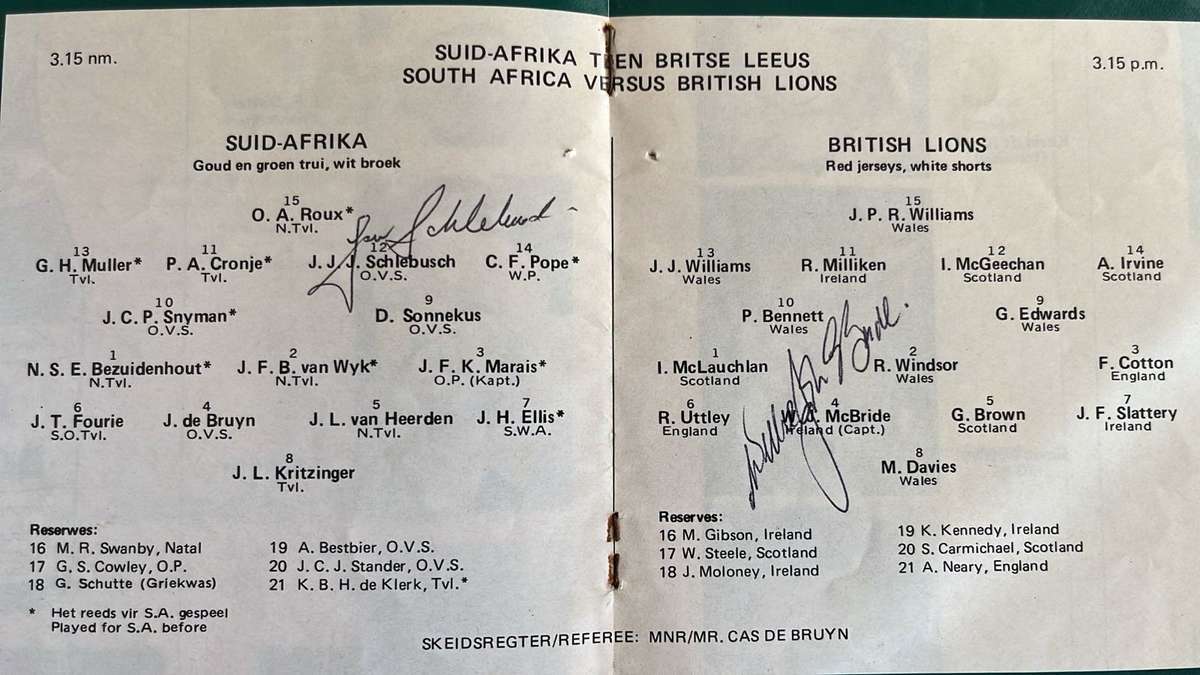 3.15 nm.
SUID-AFRIKA TEEN BRITSE LEEUS
SOUTH AFRICA VERSUS BRITISH LIONS
3.15 p.m.
SUID-AFRIKA
Goud en groen trui, wit broek
15
O. A. Roux*
N.Tvl.
13 11 12 14
G. H. Muller* P. A. Cronje* J. J. J. Schlebusch C. F. Pope*
Tvl. Tvl. O.V.S. W.P.
10 9
J. C. P. Snyman* D. Sonnekus
O.V.S. O.V.S.
1 2 3
N. S. E. Bezuidenhout* J. F. B. van Wyk* J. F. K. Marais*
N.Tvl. N.Tvl. O.P. (Kapt.)
6 4 5 7
J. T. Fourie J. de Bruyn J. L. van Heerden J. H. Ellis*
S.O.Tvl. O.V.S. N.Tvl. S.W.A.
8
J. L. Kritzinger
Tvl.
Reserwes:
16 M. R. Swanby, Natal 19 A. Bestbier, O.V.S.
17 G. S. Cowley, O.P. 20 J. C. J. Stander, O.V.S.
18 G. Schutte (Griekwas) 21 K. B. H. de Klerk, Tvl.*
* Het reeds vir S.A. gespeel
Played for S.A. before
BRITISH LIONS
Red jerseys, white shorts
15
J. P. R. Williams
Wales
13 11 12 14
J. J. Williams R. Milliken I. McGeechan A. Irvine
Wales Ireland Scotland Scotland
10 9
P. Bennett G. Edwards
Wales Wales
1 2 3
I. McLauchlan R. Windsor F. Cotton
Scotland Wales England
6 4 5 7
R. Uttley McBride G. Brown J. F. Slattery
England Ireland (Capt.) Scotland Ireland
8
M. Davies
Wales
Reserves:
16 M. Gibson, Ireland 19 K. Kennedy, Ireland
17 W. Steele, Scotland 20 S. Carmichael, Scotland
18 J. Moloney, Ireland 21 A. Neary, England
SKEIDSREGTER/REFEREE: MNR/MR. CAS DE BRUYN